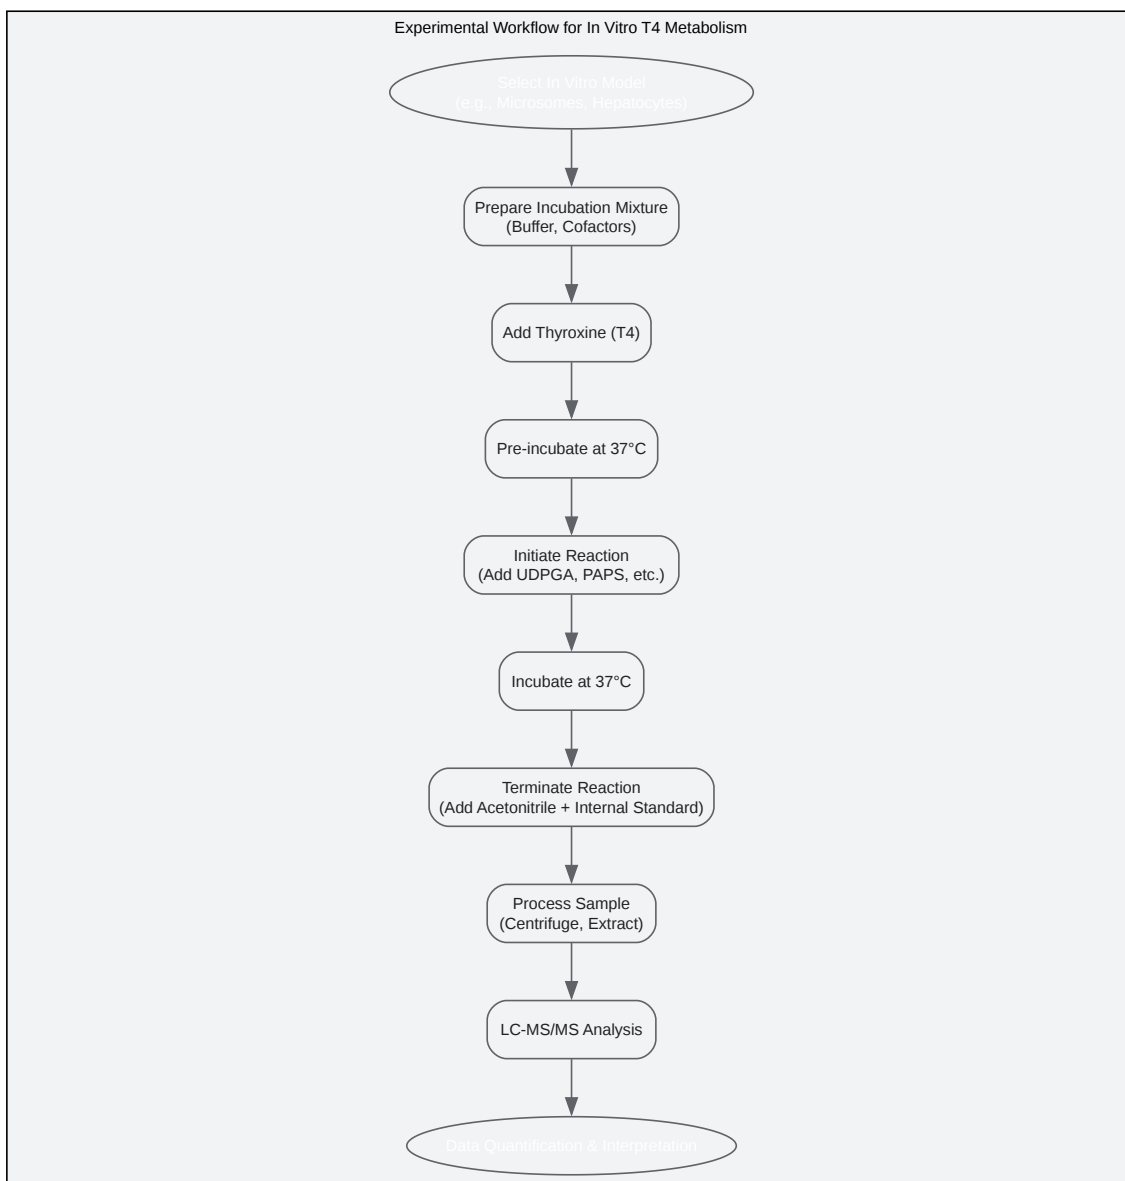 Experimental Workflow for In Vitro T4 Metabolism
Select In Vitro Model
(e.g., Microsomes, Hepatocytes)
Prepare Incubation Mixture
(Buffer, Cofactors)
Add Thyroxine (T4)
Pre-incubate at 37°C
Initiate Reaction
(Add UDPGA, PAPS, etc.)
Incubate at 37°C
Terminate Reaction
(Add Acetonitrile + Internal Standard)
Process Sample
(Centrifuge, Extract)
LC-MS/MS Analysis
Data Quantification & Interpretation